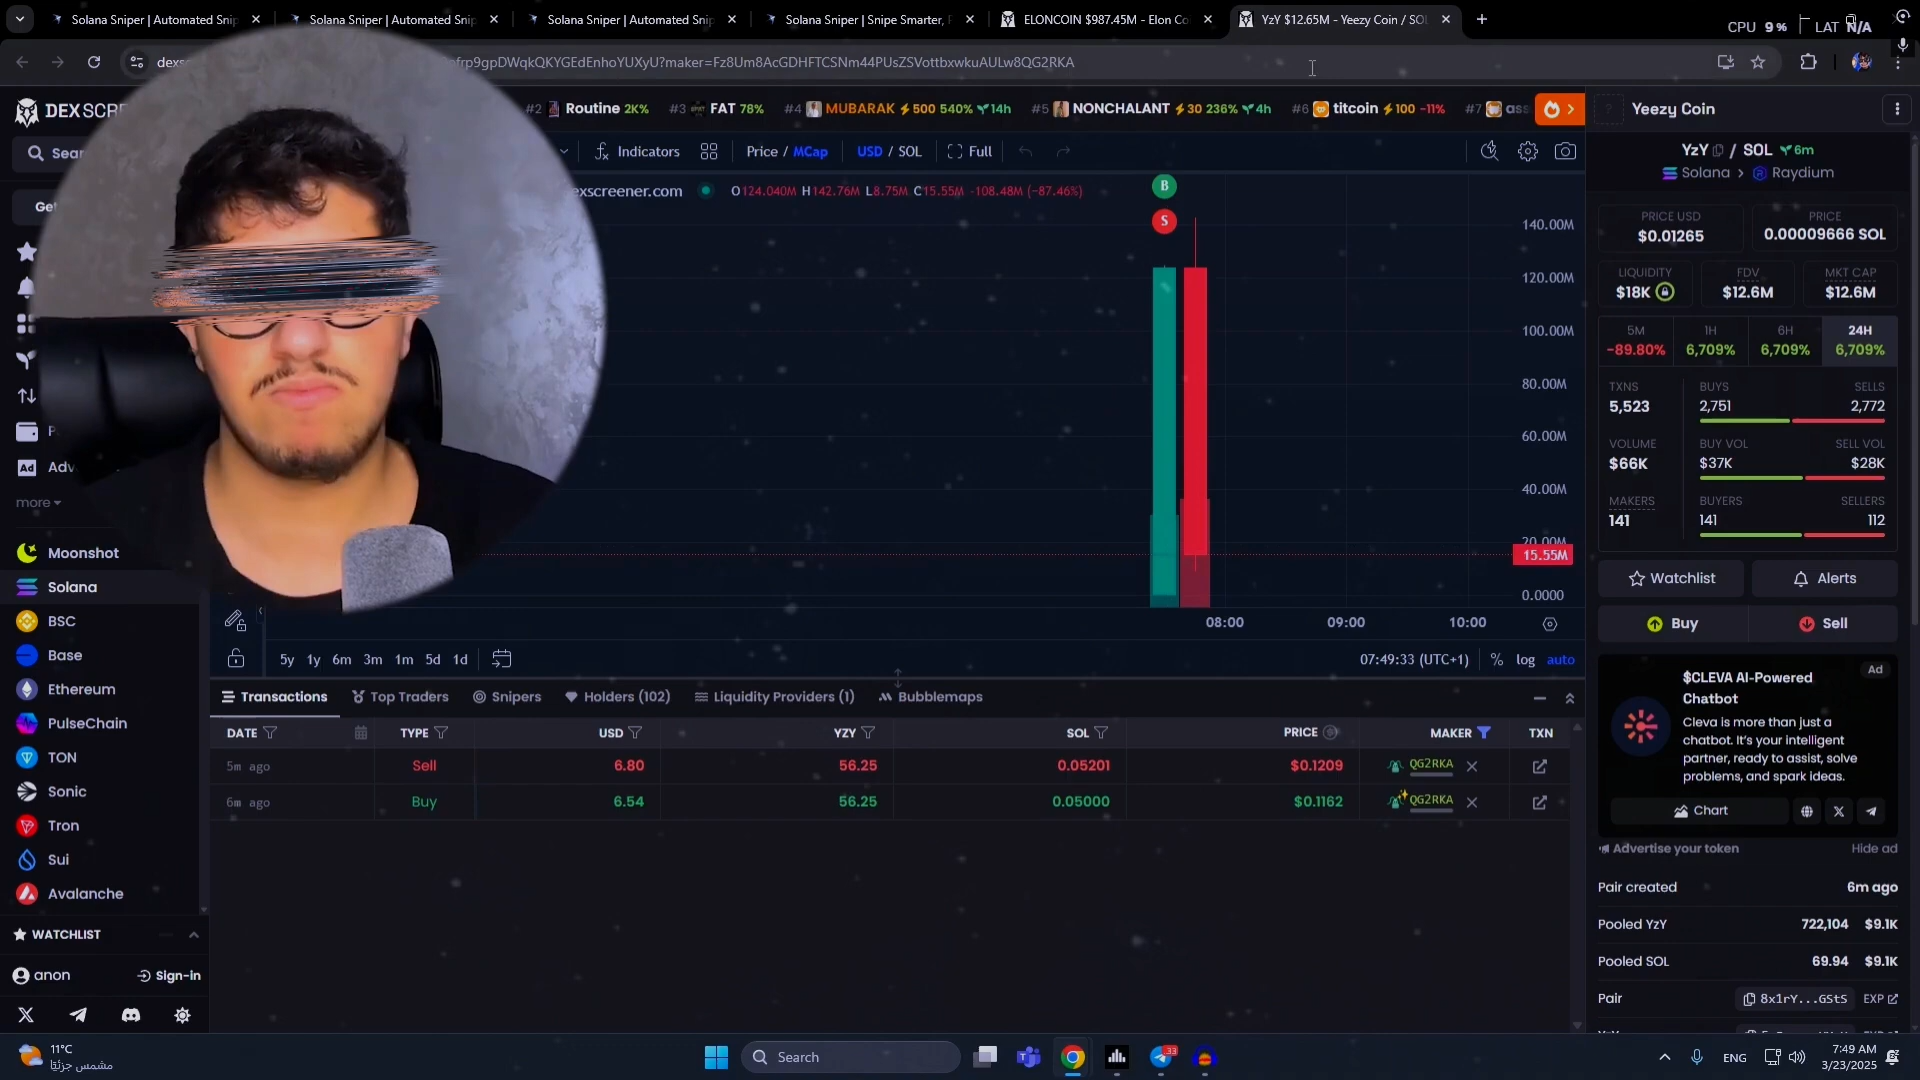 Solana Sniper | Automated Snip
Solana Sniper | Automated Snip
Solana Sniper | Automated Snip
Solana Sniper | Snipe Smarter,
ELONCOIN $987.45M - Elon Co
YzY $12.65M - Yeezy Coin / SOL
CPU 9 % LAT N/A
DEX SCRE
#2 Routine 2K% #3 FAT 78% #4 MUBARAK 500 540% 14h #5 NONCHALANT 30 236% 4h #6 titcoin 100 -11% #7 ass
Yeezy Coin
Indicators Price / MCap USD / SOL Full
YzY / SOL 6m
Solana > Raydium
exscreener.com O124.040M H142.76M L8.75M C15.55M -108.48M (-87.46%)
B
S
140.00M
120.00M
100.00M
80.00M
60.00M
40.00M
20.00M
15.55M
0.0000
08:00 09:00 10:00
5y 1y 6m 3m 1m 5d 1d
07:49:33 (UTC+1) % log auto
PRICE USD
$0.01265
PRICE
0.00009666 SOL
LIQUIDITY
$18K
FDV
$12.6M
MKT CAP
$12.6M
5M 1H 6H 24H
-89.80% 6,709% 6,709% 6,709%
TXNS
5,523
BUYS
2,751
SELLS
2,772
VOLUME
$66K
BUY VOL
$37K
SELL VOL
$28K
MAKERS
141
BUYERS
141
SELLERS
112
Watchlist Alerts
Buy Sell
$CLEVA AI-Powered
Chatbot
Ad
Cleva is more than just a
chatbot. It's your intelligent
partner, ready to assist, solve
problems, and spark ideas.
Chart
Advertise your token Hide ad
Pair created 6m ago
Pooled YzY 722,104 $9.1K
Pooled SOL 69.94 $9.1K
Pair 8x1rY...GStS EXP
more
Moonshot
Solana
BSC
Base
Ethereum
PulseChain
TON
Sonic
Tron
Sui
Avalanche
WATCHLIST
anon Sign-in
Transactions Top Traders Snipers Holders (102) Liquidity Providers (1) Bubblemaps
DATE TYPE USD YZY SOL PRICE MAKER TXN
5m ago Sell 6.80 56.25 0.05201 $0.1209 QG2RKA
6m ago Buy 6.54 56.25 0.05000 $0.1162 QG2RKA
11°C
مشمس جزئيًا
Search
33
ENG
7:49 AM
3/23/2025